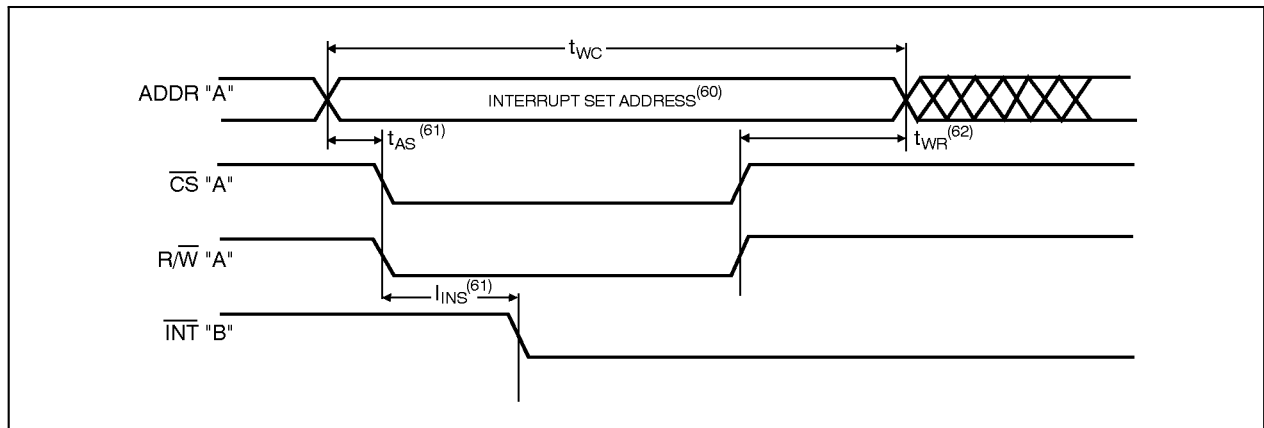 tWC
ADDR "A"
INTERRUPT SET ADDRESS(60)
tAS(61)
tWR(62)
CS "A"
R/W "A"
IINS(61)
INT "B"